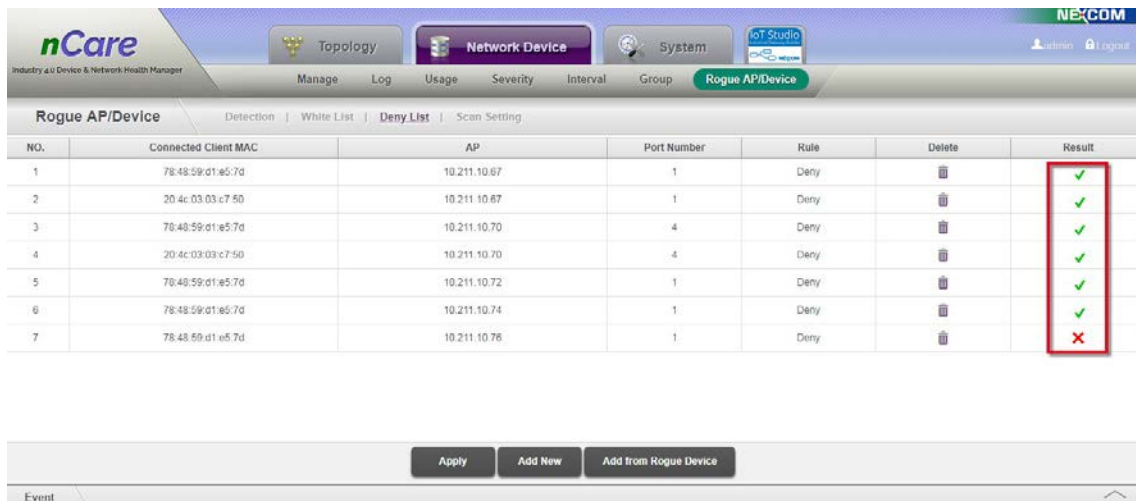 NEXCOM
nCare
Industry 4.0 Device & Network Health Manager
Topology
Network Device
System
IoT Studio
admin
Logout
Manage Log Usage Severity Interval Group Rogue AP/Device
Rogue AP/Device
Detection | White List | Deny List | Scan Setting
NO. Connected Client MAC AP Port Number Rule Delete Result
1 78:48:59:d1:e5:7d 10.211.10.67 1 Deny
2 20:4c:03:03:c7:50 10.211.10.67 1 Deny
3 78:48:59:d1:e5:7d 10.211.10.70 4 Deny
4 20:4c:03:03:c7:50 10.211.10.70 4 Deny
5 78:48:59:d1:e5:7d 10.211.10.72 1 Deny
6 78:48:59:d1:e5:7d 10.211.10.74 1 Deny
7 78:48:59:d1:e5:7d 10.211.10.76 1 Deny
Apply Add New Add from Rogue Device
Event